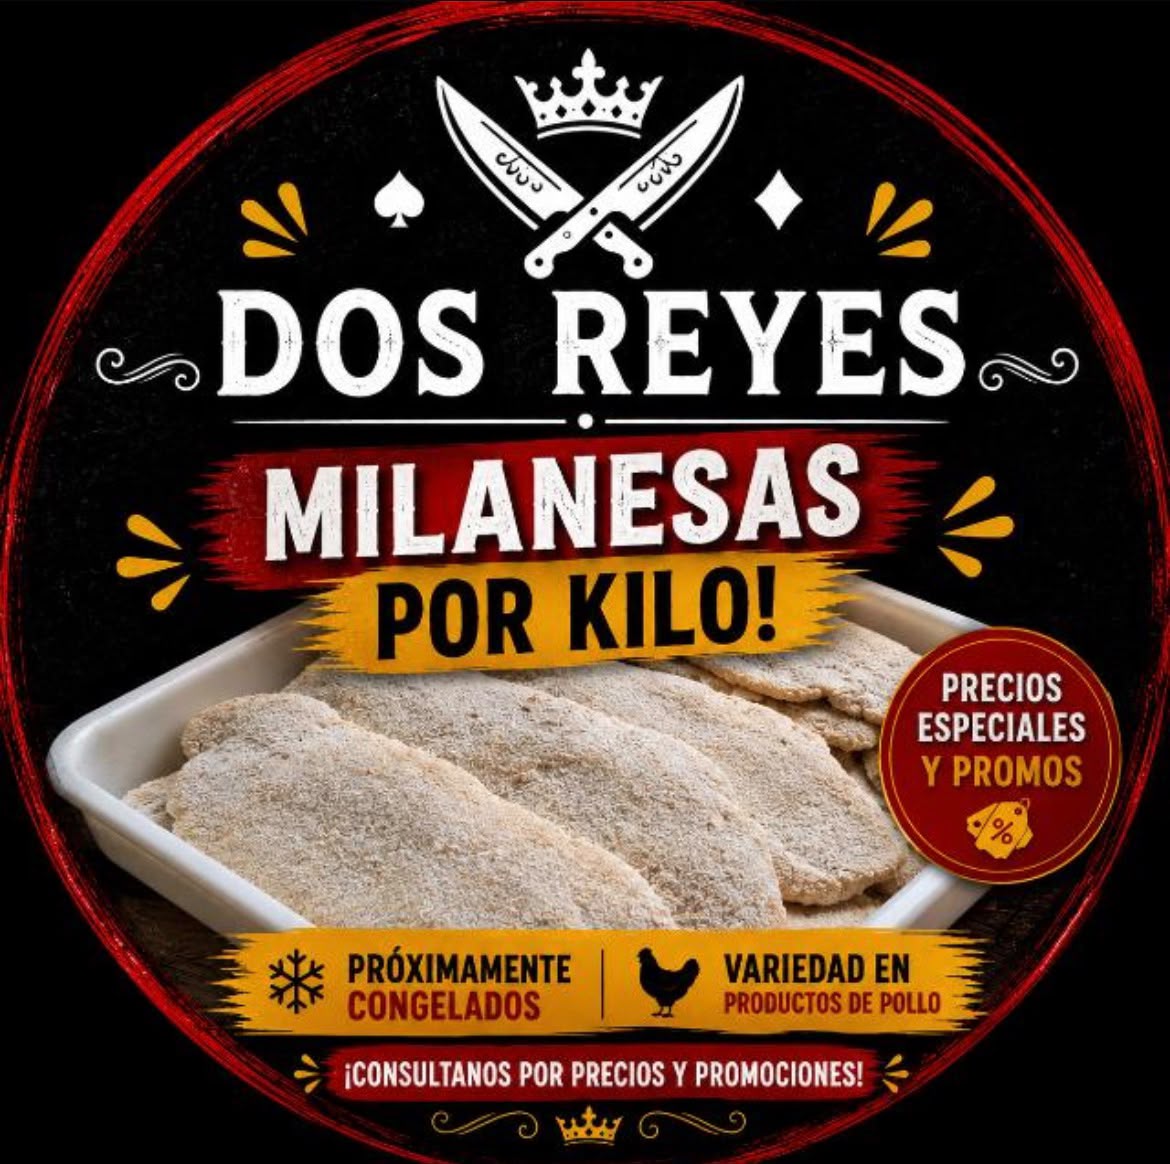 DOS REYES
MILANESAS
POR KILO!
PRECIOS
ESPECIALES
Y PROMOS
%
PRÓXIMAMENTE
CONGELADOS
VARIEDAD EN
PRODUCTOS DE POLLO
¡CONSULTANOS POR PRECIOS Y PROMOCIONES!